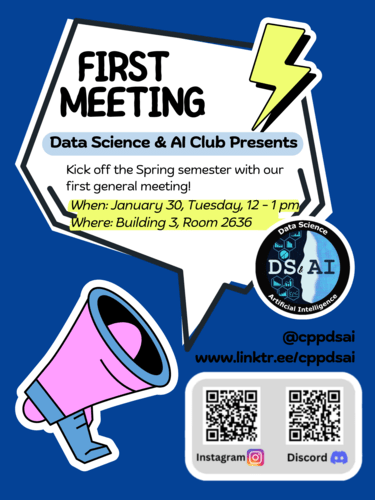 FIRST
MEETING
Data Science & AI Club Presents
Kick off the Spring semester with our
first general meeting!
When: January 30, Tuesday, 12 - 1 pm
Where: Building 3, Room 2636
Data Science
DS&AI
Artificial Intelligence
@cppdsai
www.linktr.ee/cppdsai
Instagram
Discord